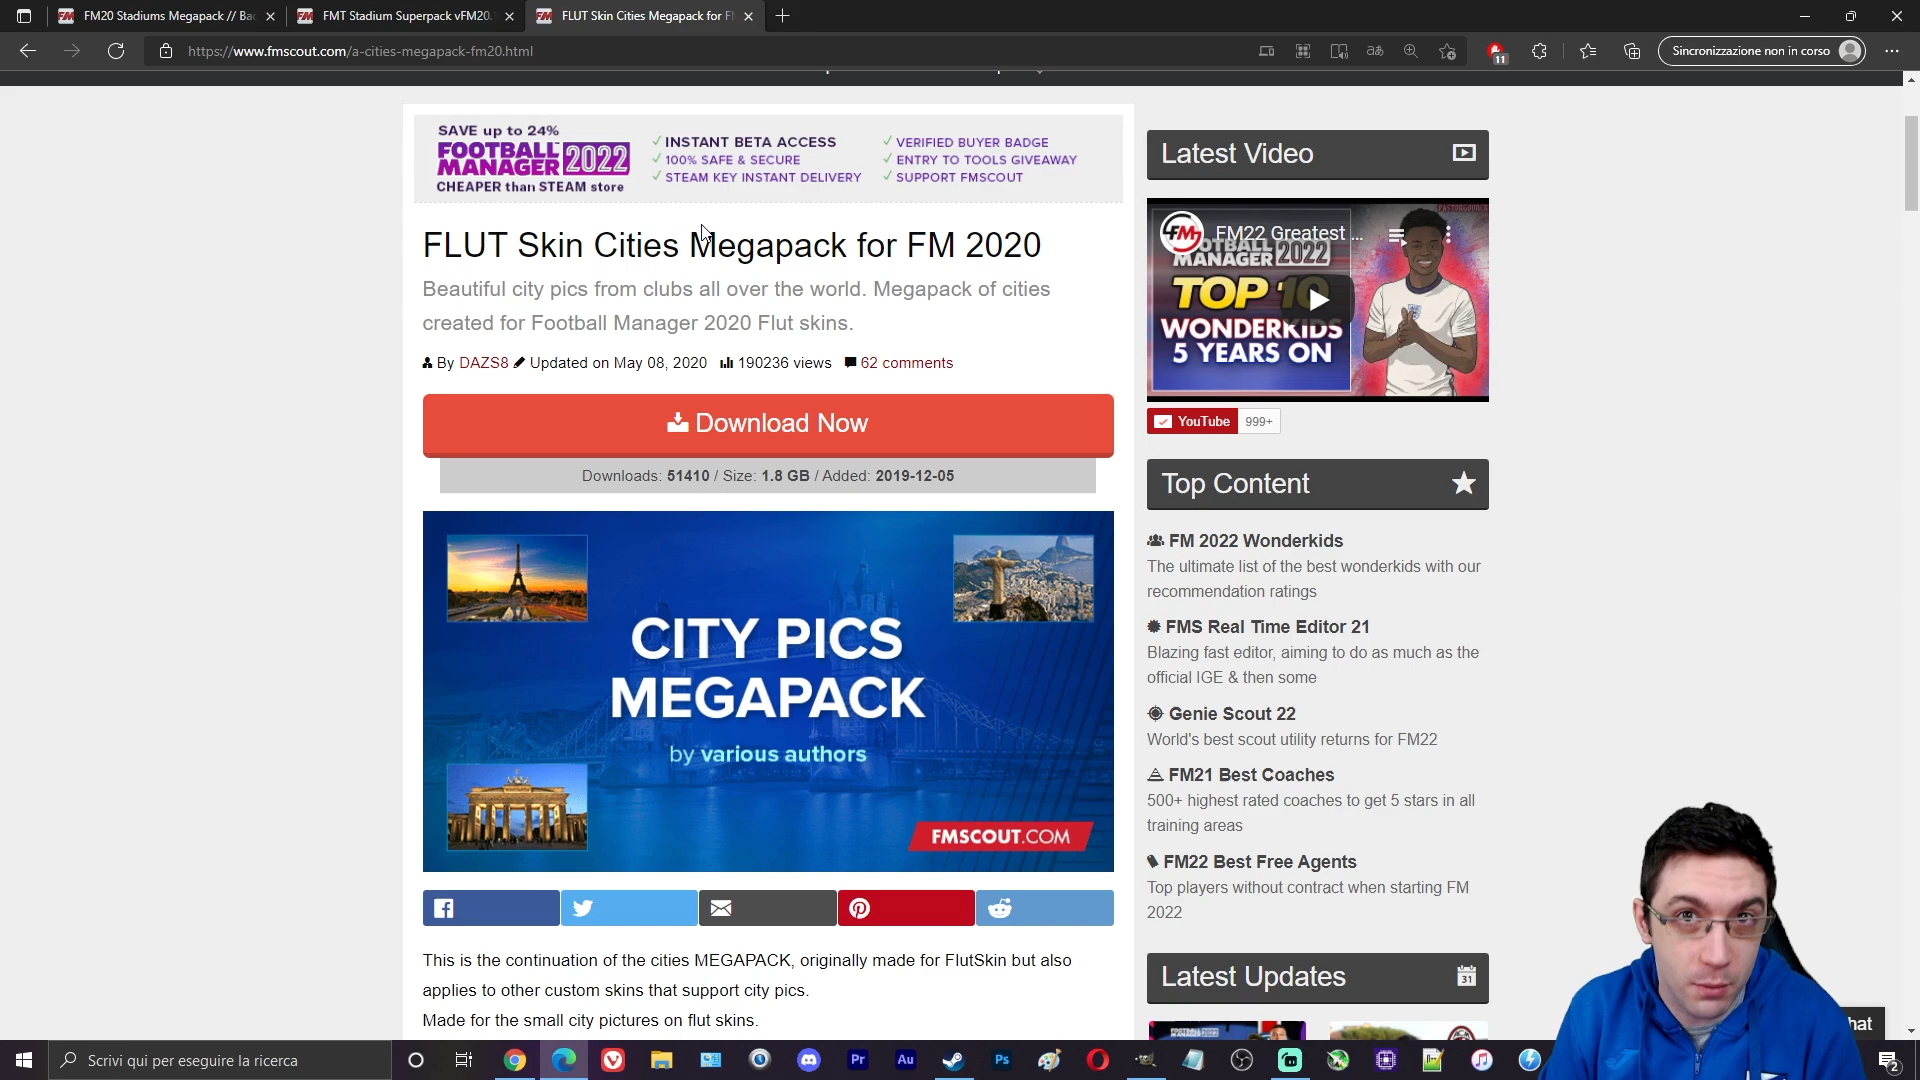 FM20 Stadiums Megapack // Bac
FMT Stadium Superpack vFM20.
FLUT Skin Cities Megapack for F
https://www.fmscout.com/a-cities-megapack-fm20.html
11
Sincronizzazione non in corso
SAVE up to 24%
FOOTBALL
MANAGER 2022
CHEAPER than STEAM store
✓ INSTANT BETA ACCESS
✓ 100% SAFE & SECURE
✓ STEAM KEY INSTANT DELIVERY
✓ VERIFIED BUYER BADGE
✓ ENTRY TO TOOLS GIVEAWAY
✓ SUPPORT FMSCOUT
FLUT Skin Cities Megapack for FM 2020
Beautiful city pics from clubs all over the world. Megapack of cities
created for Football Manager 2020 Flut skins.
By DAZS8 Updated on May 08, 2020 190236 views 62 comments
Download Now
Downloads: 51410 / Size: 1.8 GB / Added: 2019-12-05
CITY PICS
MEGAPACK
by various authors
FMSCOUT.COM
This is the continuation of the cities MEGAPACK, originally made for FlutSkin but also
applies to other custom skins that support city pics.
Made for the small city pictures on flut skins.
Latest Video
FM22 Greatest ...
FOOTBALL
MANAGER 2022
TOP 10
WONDERKIDS
5 YEARS ON
YouTube 999+
Top Content
FM 2022 Wonderkids
The ultimate list of the best wonderkids with our
recommendation ratings
FMS Real Time Editor 21
Blazing fast editor, aiming to do as much as the
official IGE & then some
Genie Scout 22
World's best scout utility returns for FM22
FM21 Best Coaches
500+ highest rated coaches to get 5 stars in all
training areas
FM22 Best Free Agents
Top players without contract when starting FM
2022
Latest Updates
31
hat
Scrivi qui per eseguire la ricerca
Pr
Au
Ps
2